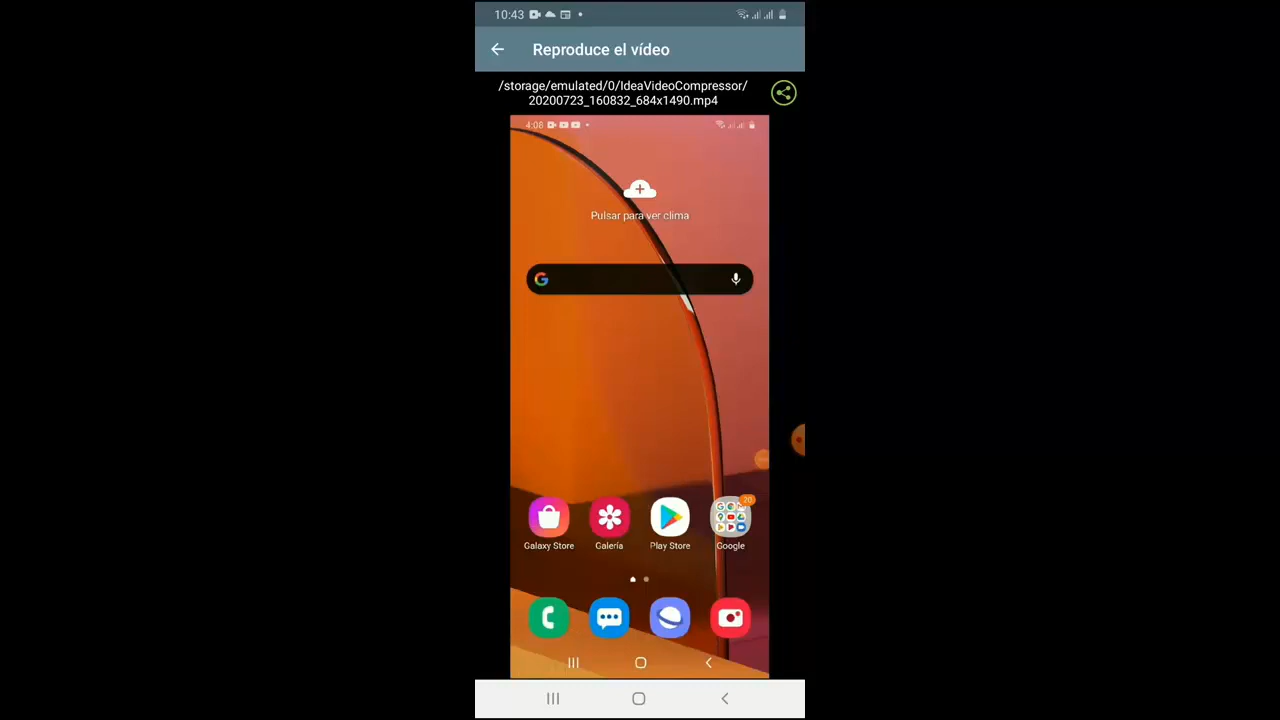 10:43
Reproduce el vídeo
/storage/emulated/0/IdeaVideoCompressor/
20200723_160832_684x1490.mp4
4:08
Pulsar para ver clima
Galaxy Store
Galería
Play Store
20
Google